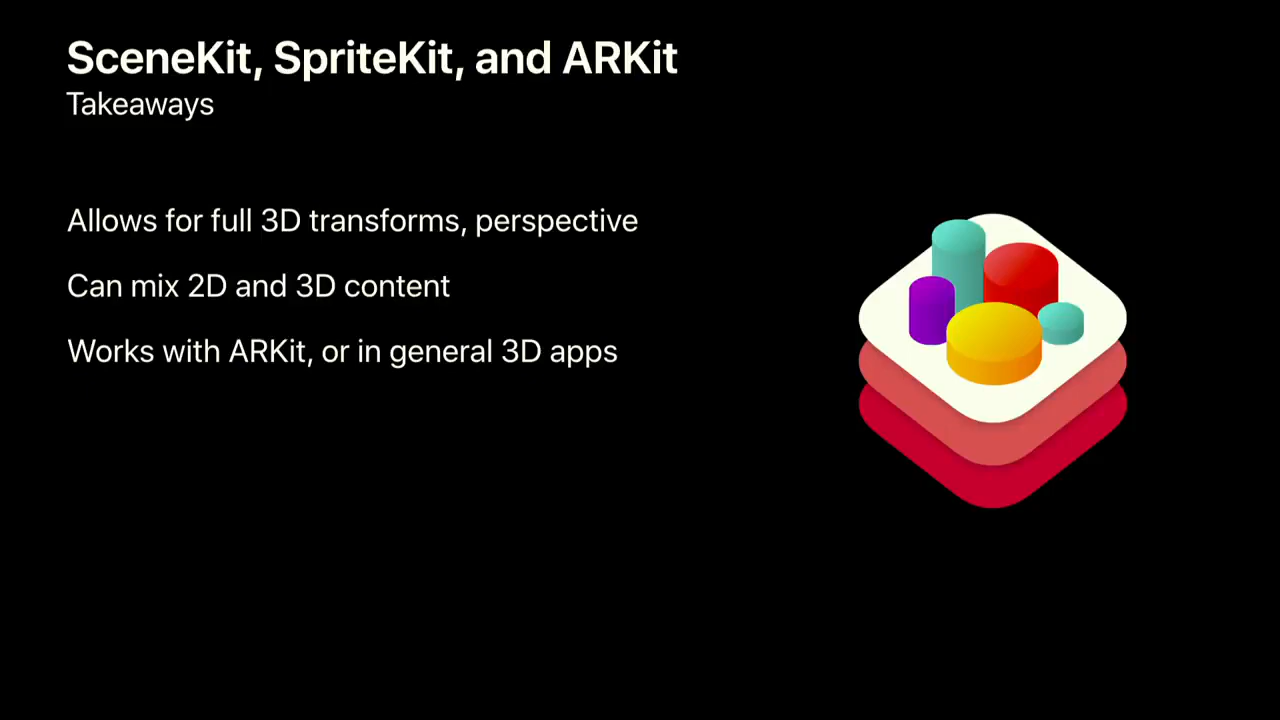 SceneKit, SpriteKit, and ARKit
Takeaways
Allows for full 3D transforms, perspective
Can mix 2D and 3D content
Works with ARKit, or in general 3D apps